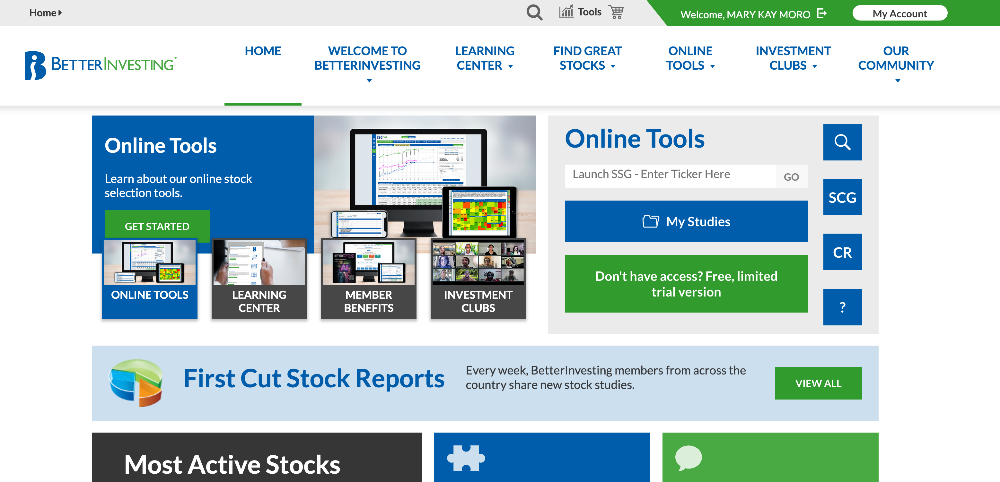 Home
Tools
Welcome, MARY KAY MORO
My Account
BETTERINVESTING™
HOME
WELCOME TO
BETTERINVESTING
LEARNING
CENTER
FIND GREAT
STOCKS
ONLINE
TOOLS
INVESTMENT
CLUBS
OUR
COMMUNITY
Online Tools
Learn about our online stock
selection tools.
GET STARTED
ONLINE TOOLS
LEARNING
CENTER
MEMBER
BENEFITS
INVESTMENT
CLUBS
Online Tools
Launch SSG - Enter Ticker Here
GO
My Studies
Don't have access? Free, limited
trial version
SCG
CR
?
First Cut Stock Reports
Every week, BetterInvesting members from across the
country share new stock studies.
VIEW ALL
Most Active Stocks